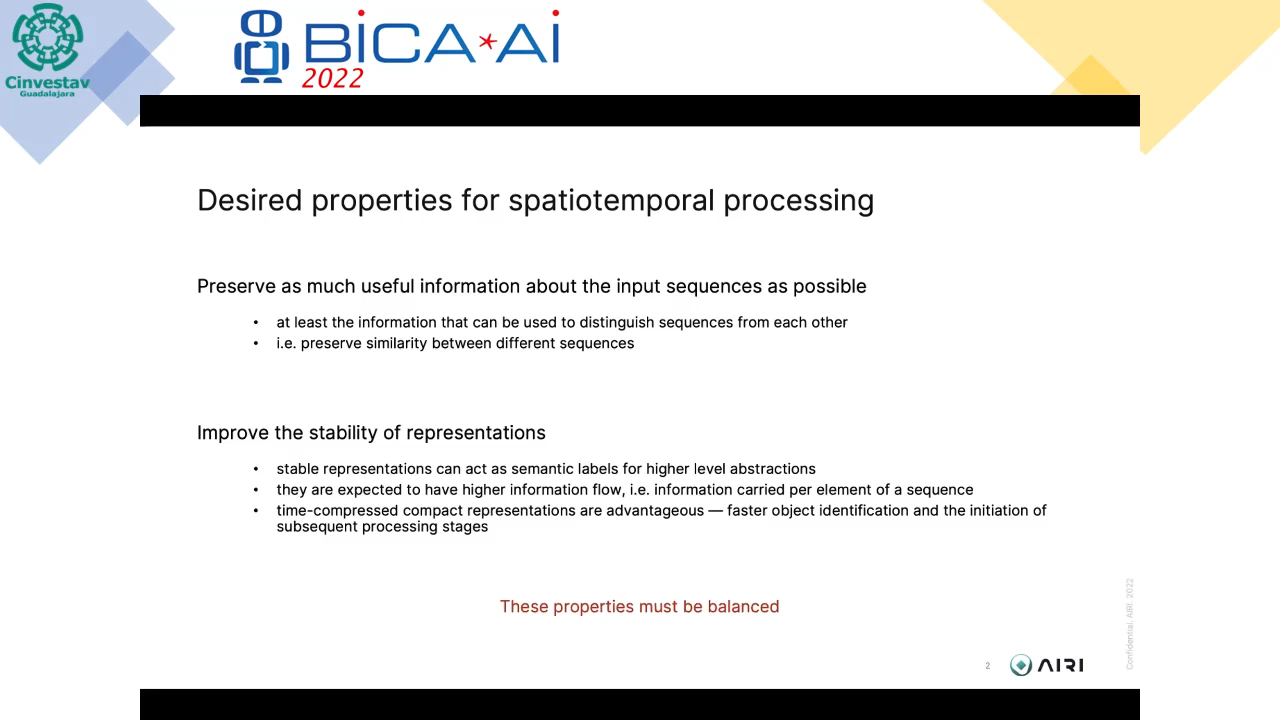 Cinvestav
Guadalajara
BiCA*Ai
2022
Desired properties for spatiotemporal processing
Preserve as much useful information about the input sequences as possible
• at least the information that can be used to distinguish sequences from each other
• i.e. preserve similarity between different sequences
Improve the stability of representations
• stable representations can act as semantic labels for higher level abstractions
• they are expected to have higher information flow, i.e. information carried per element of a sequence
• time-compressed compact representations are advantageous — faster object identification and the initiation of
subsequent processing stages
These properties must be balanced
2
AIRI
Confidential. AIRI. 2022